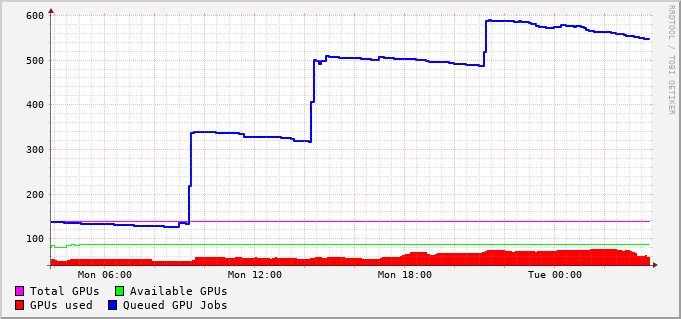 600
500
400
300
200
100
Mon 06:00 Mon 12:00 Mon 18:00 Tue 00:00
Total GPUs Available GPUs
GPUs used Queued GPU Jobs
RRDTOOL / TOBI OETIKER